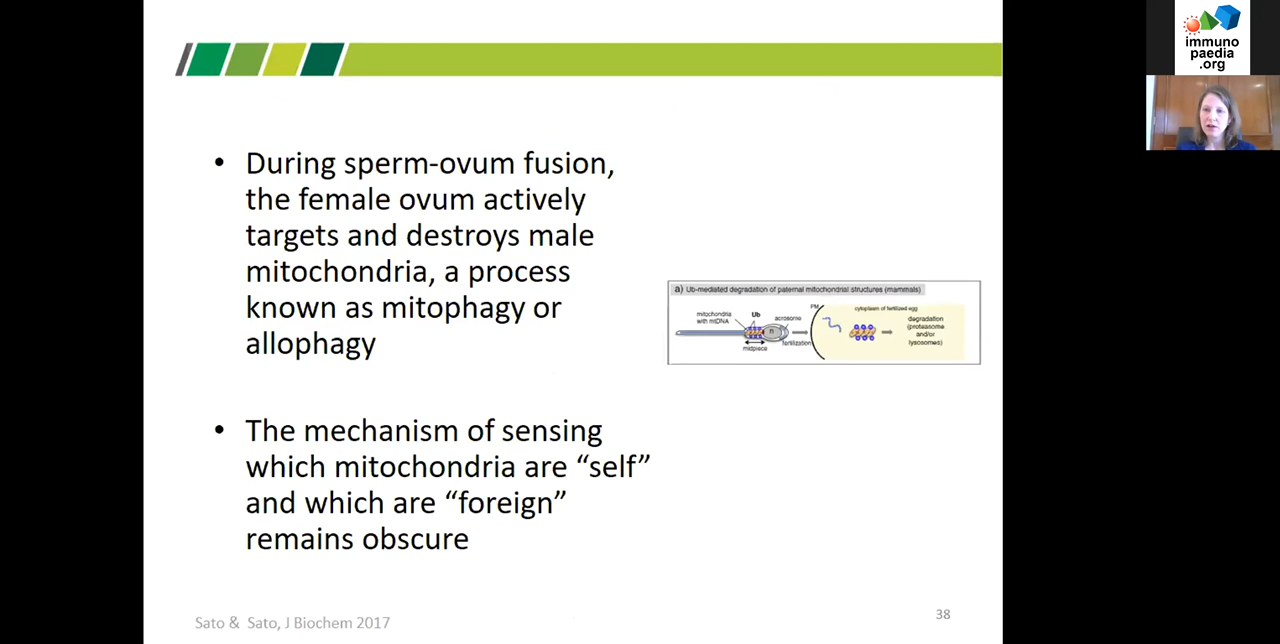 immuno
paedia
.org
• During sperm-ovum fusion,
the female ovum actively
targets and destroys male
mitochondria, a process
known as mitophagy or
allophagy
a) Ub-mediated degradation of paternal mitochondrial structures (mammals)
mitochondria
with mtDNA
Ub
acrosome
n
midpiece
fertilization
PM
cytoplasm of fertilized egg
degradation
(proteasome
and/or
lysosomes)
• The mechanism of sensing
which mitochondria are “self”
and which are “foreign”
remains obscure
Sato & Sato, J Biochem 2017
38